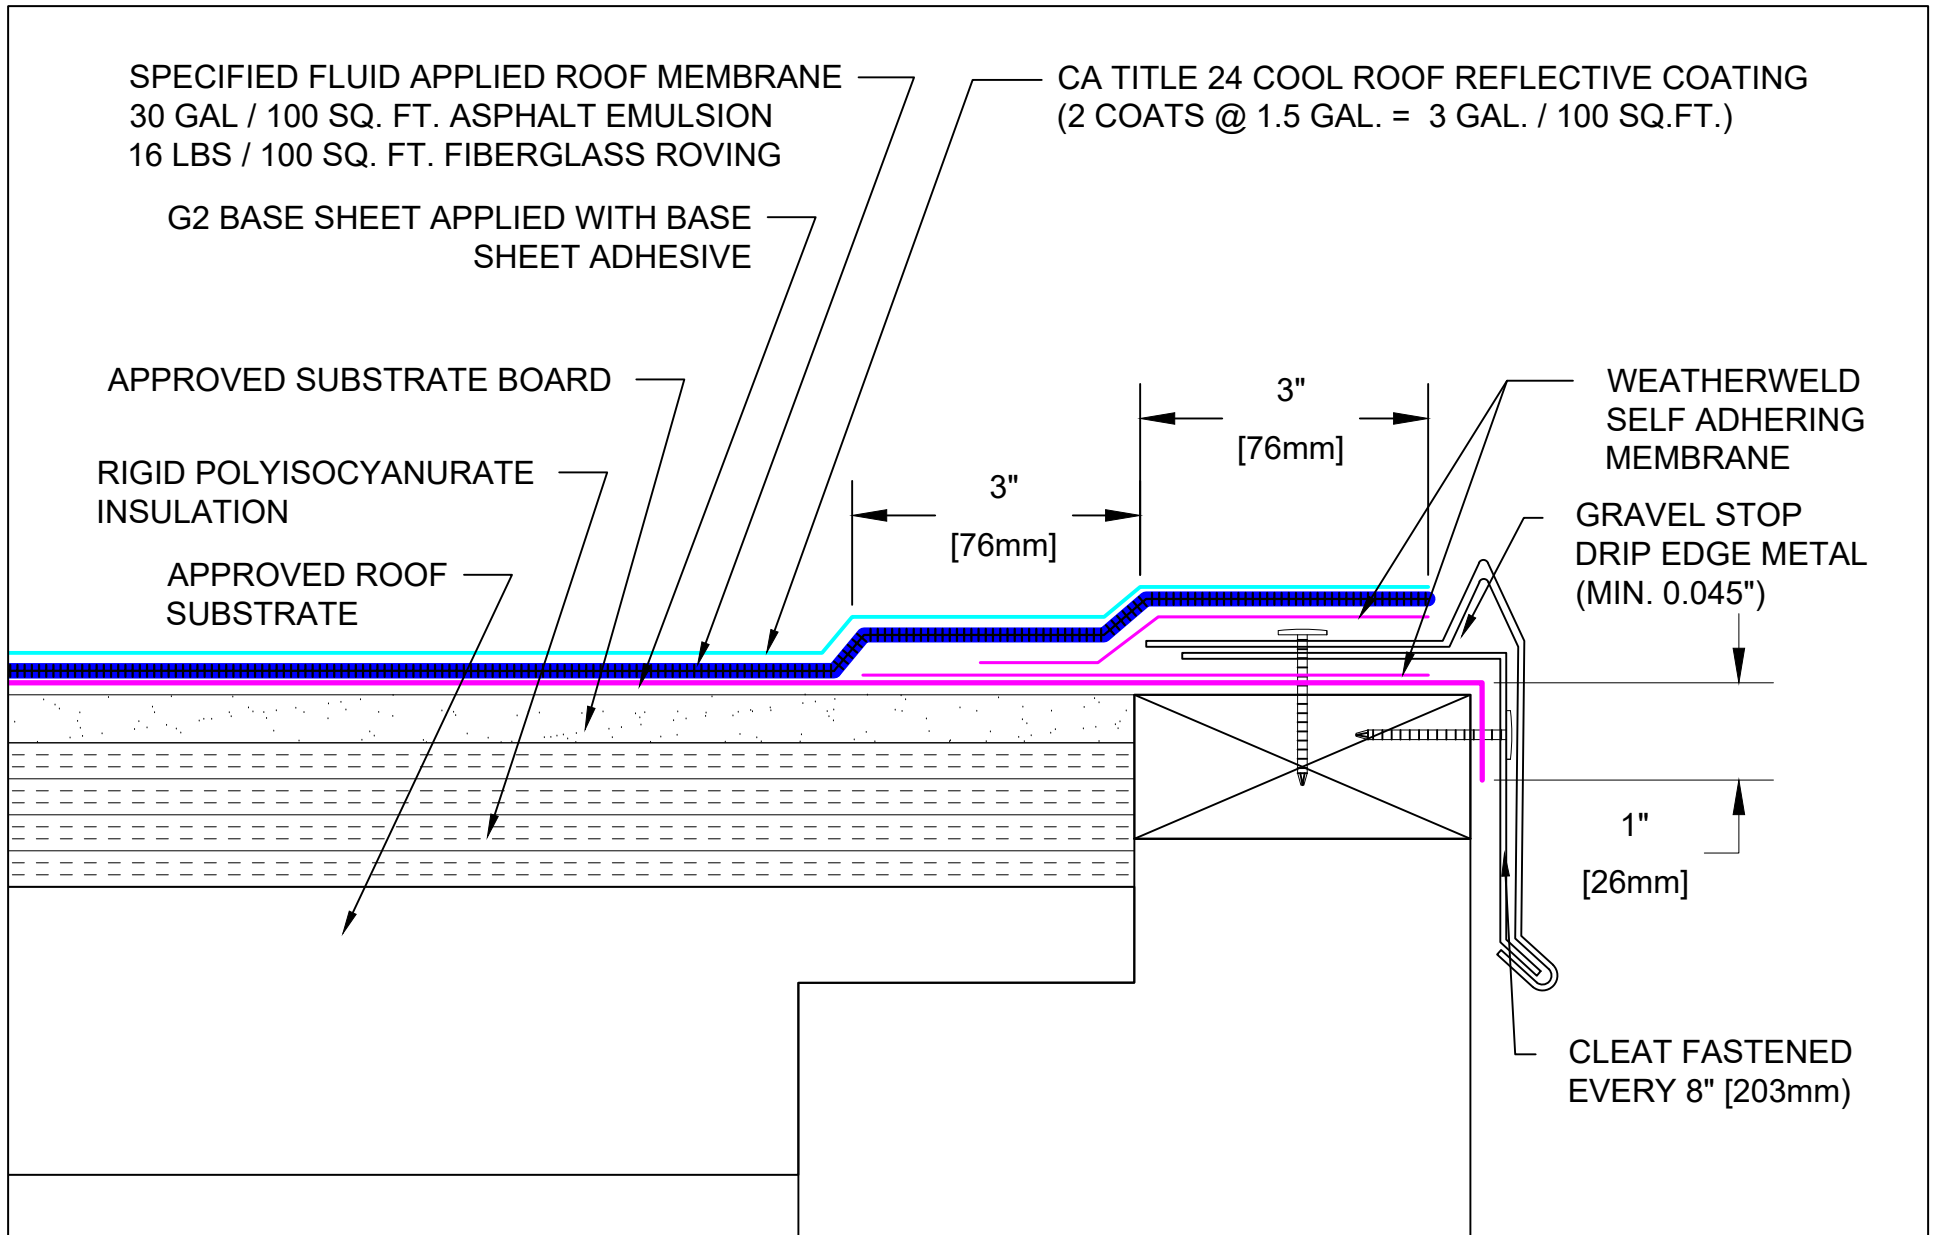 SPECIFIED FLUID APPLIED ROOF MEMBRANE
30 GAL / 100 SQ. FT. ASPHALT EMULSION
16 LBS / 100 SQ. FT. FIBERGLASS ROVING
CA TITLE 24 COOL ROOF REFLECTIVE COATING
(2 COATS @ 1.5 GAL. = 3 GAL. / 100 SQ.FT.)
G2 BASE SHEET APPLIED WITH BASE
SHEET ADHESIVE
APPROVED SUBSTRATE BOARD
RIGID POLYISOCYANURATE
INSULATION
APPROVED ROOF
SUBSTRATE
3"
[76mm]
3"
[76mm]
WEATHERWELD
SELF ADHERING
MEMBRANE
GRAVEL STOP
DRIP EDGE METAL
(MIN. 0.045")
1"
[26mm]
CLEAT FASTENED
EVERY 8" [203mm)